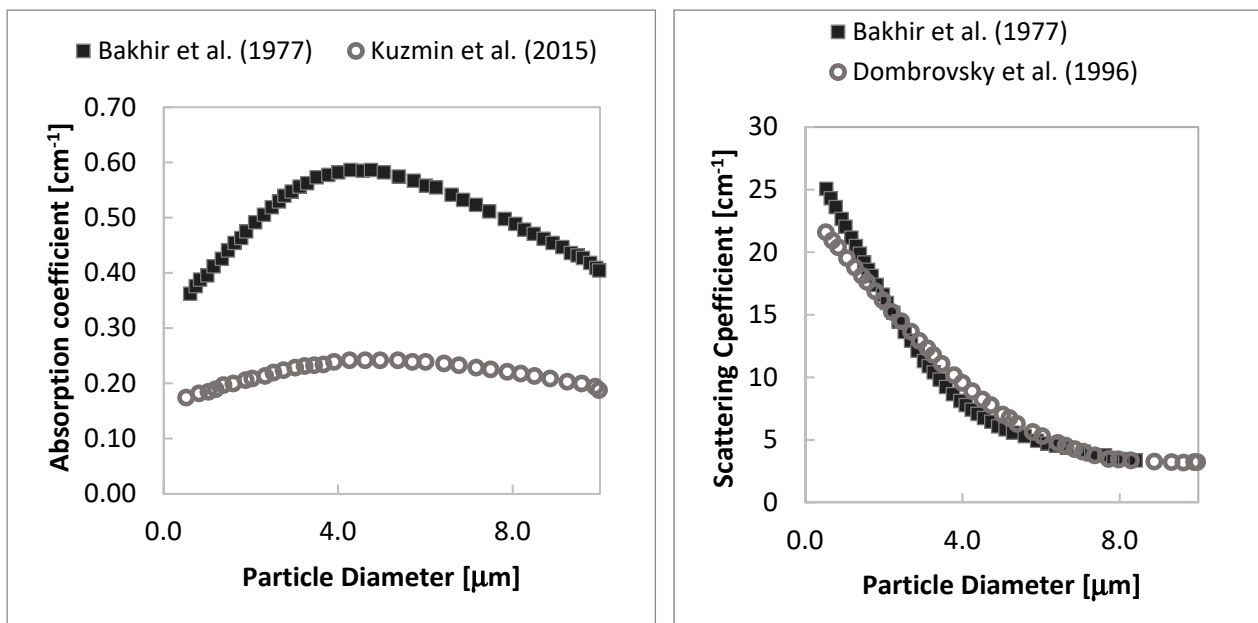 Bakhir et al. (1977) Kuzmin et al. (2015)
0.70
0.60
0.50
0.40
0.30
0.20
0.10
0.00
Absorption coefficient [cm-1]
0.0 4.0 8.0
Particle Diameter [μm]
Bakhir et al. (1977)
Dombrovsky et al. (1996)
30
25
20
15
10
5
0
Scattering Cpefficient [cm-1]
0.0 4.0 8.0
Particle Diameter [μm]